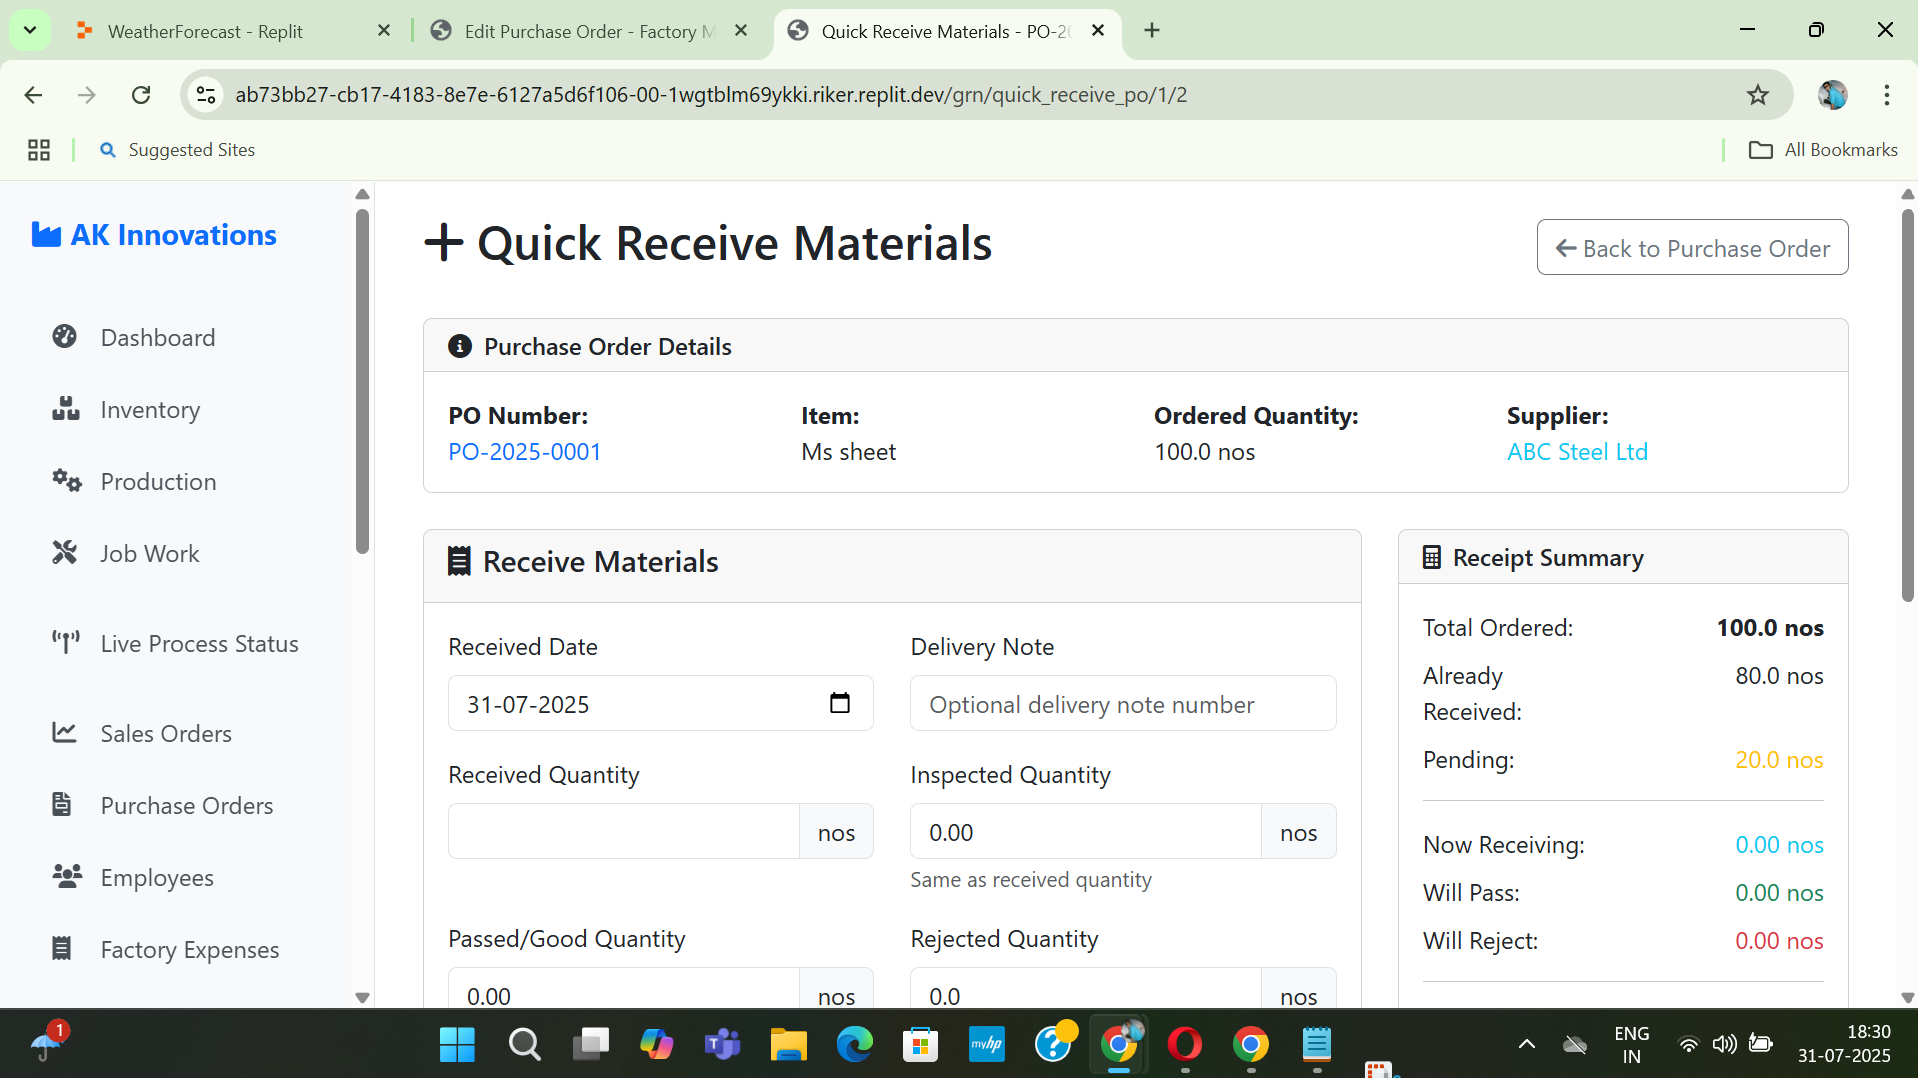 WeatherForecast - Replit
Edit Purchase Order - Factory M
Quick Receive Materials - PO-20
ab73bb27-cb17-4183-8e7e-6127a5d6f106-00-1wgtblm69ykki.riker.replit.dev/grn/quick_receive_po/1/2
Suggested Sites
All Bookmarks
AK Innovations
Dashboard
Inventory
Production
Job Work
Live Process Status
Sales Orders
Purchase Orders
Employees
Factory Expenses
Quick Receive Materials
Back to Purchase Order
Purchase Order Details
PO Number:
PO-2025-0001
Item:
Ms sheet
Ordered Quantity:
100.0 nos
Supplier:
ABC Steel Ltd
Receive Materials
Received Date
31-07-2025
Delivery Note
Optional delivery note number
Received Quantity
nos
Inspected Quantity
0.00 nos
Same as received quantity
Passed/Good Quantity
0.00 nos
Rejected Quantity
0.0 nos
Receipt Summary
Total Ordered: 100.0 nos
Already Received: 80.0 nos
Pending: 20.0 nos
Now Receiving: 0.00 nos
Will Pass: 0.00 nos
Will Reject: 0.00 nos
1
T
myhp
?
ENG
IN
18:30
31-07-2025